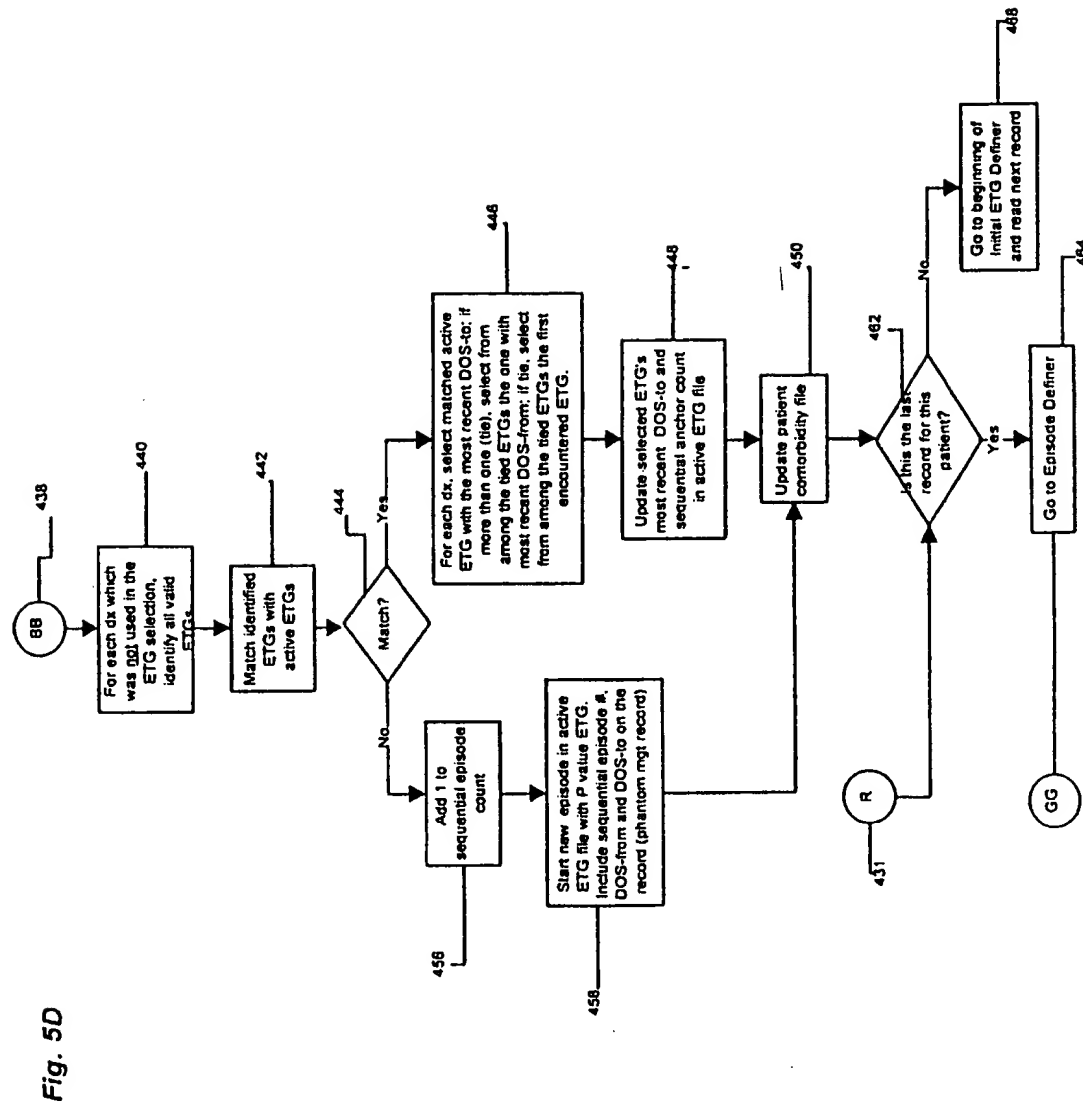 Fig. 5D
BB
438
For each dx which
was not used in the
ETG selection,
identify all valid
ETGs.
440
Match identified
ETGs with
active ETGs
442
Match?
444
Yes
No
For each dx, select matched active
ETG with the most recent DOS-to; if
more than one (tie), select from
among the tied ETGs the one with
most recent DOS-from; if tie, select
from among the tied ETGs the first
encountered ETG.
446
Add 1 to
sequential episode
count
456
Update selected ETG's
most recent DOS-to and
sequential anchor count
in active ETG file
448
Start new episode in active
ETG file with P value ETG.
Include sequential episode #,
DOS-from and DOS-to on the
record (phantom mgt record)
458
Update patient
comorbidity file
450
R
431
Is this the last
record for this
patient?
462
No
Yes
Go to beginning of
Initial ETG Definer
and read next record
468
GG
Go to Episode Definer
464